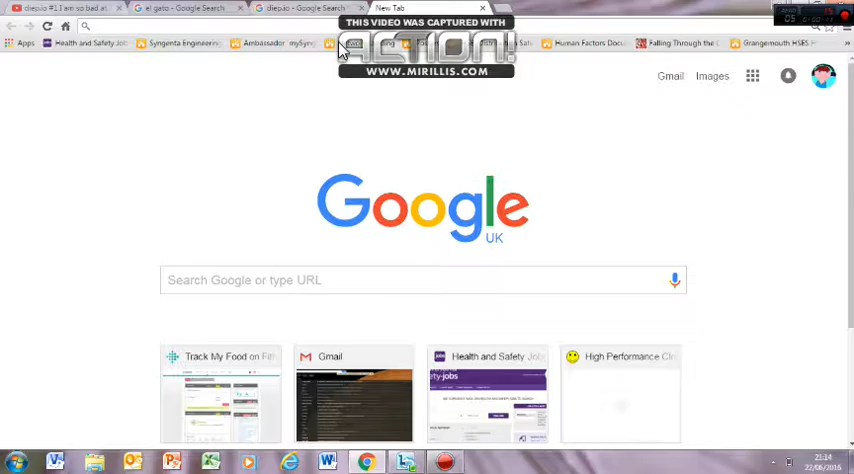 diep.io #1 I am so bad at
el gato - Google Search
diep.io - Google Search
New Tab
THIS VIDEO WAS CAPTURED WITH
ACTION!
WWW.MIRILLIS.COM
Apps
Health and Safety Job
Syngenta Engineering
Ambassador mySyng
Human Factors Docu
Falling Through the
Grangemouth HSES
Gmail
Images
Google
UK
Search Google or type URL
Track My Food on Fit
Gmail
Health and Safety Jobs
High Performance Cl
21:14
22/06/2016